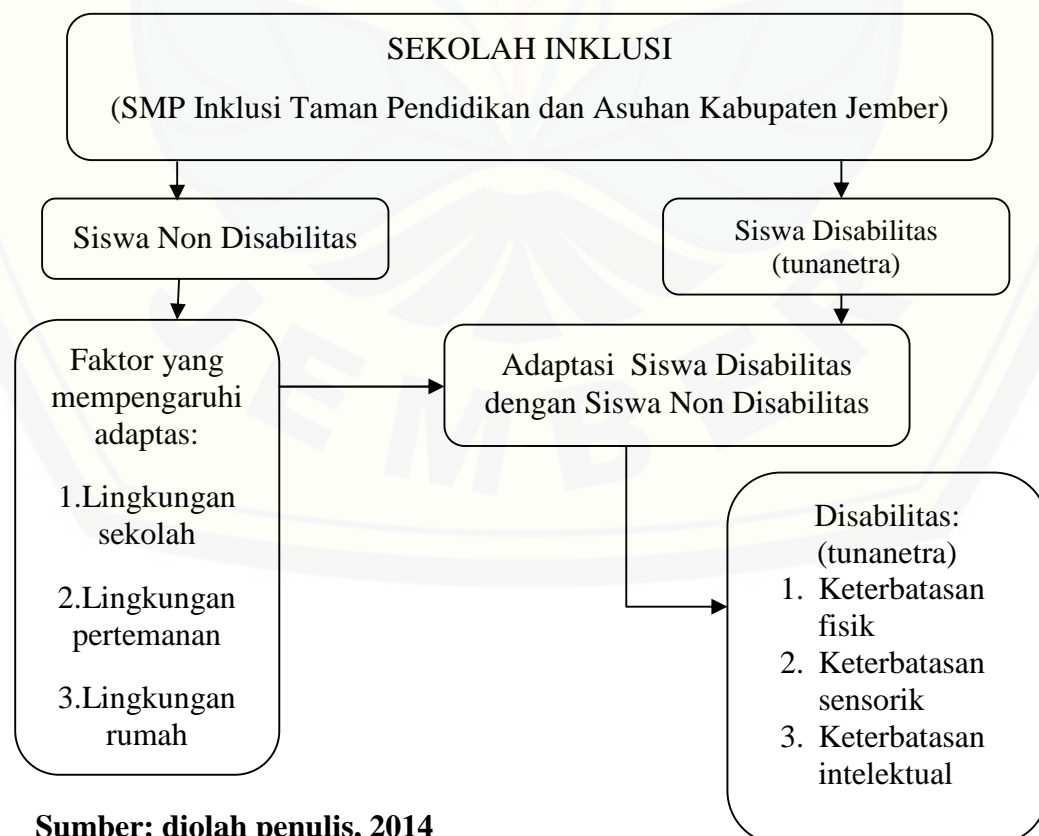 SEKOLAH INKLUSI
(SMP Inklusi Taman Pendidikan dan Asuhan Kabupaten Jember)
Siswa Non Disabilitas
Siswa Disabilitas
(tunanetra)
Faktor yang
mempengaruhi
adaptas:
1.Lingkungan
sekolah
2.Lingkungan
pertemanan
3.Lingkungan
rumah
Adaptasi Siswa Disabilitas
dengan Siswa Non Disabilitas
Disabilitas:
(tunanetra)
1. Keterbatasan
fisik
2. Keterbatasan
sensorik
3. Keterbatasan
intelektual
Sumber: diolah penulis, 2014
JEMBER